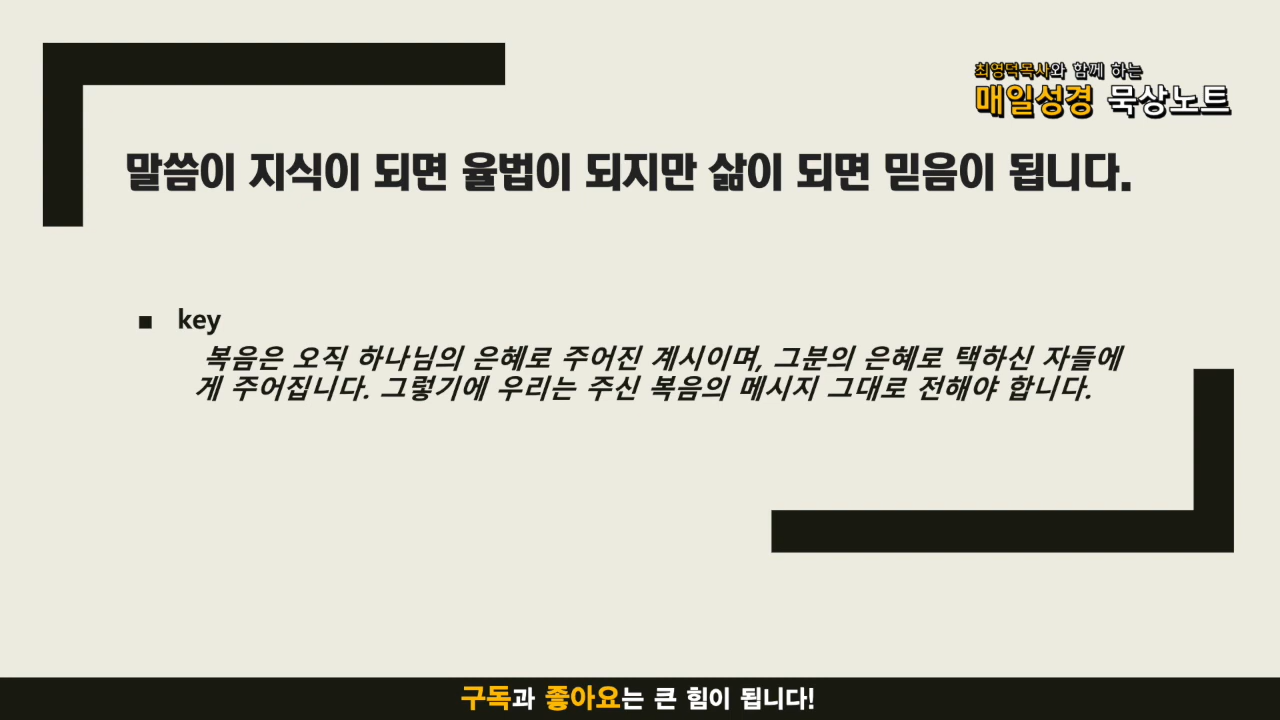 최영덕목사와 함께 하는
매일성경 묵상노트
말씀이 지식이 되면 율법이 되지만 삶이 되면 믿음이 됩니다.
■ key
복음은 오직 하나님의 은혜로 주어진 계시이며, 그분의 은혜로 택하신 자들에
게 주어집니다. 그렇기에 우리는 주신 복음의 메시지 그대로 전해야 합니다.
구독과 좋아요는 큰 힘이 됩니다!